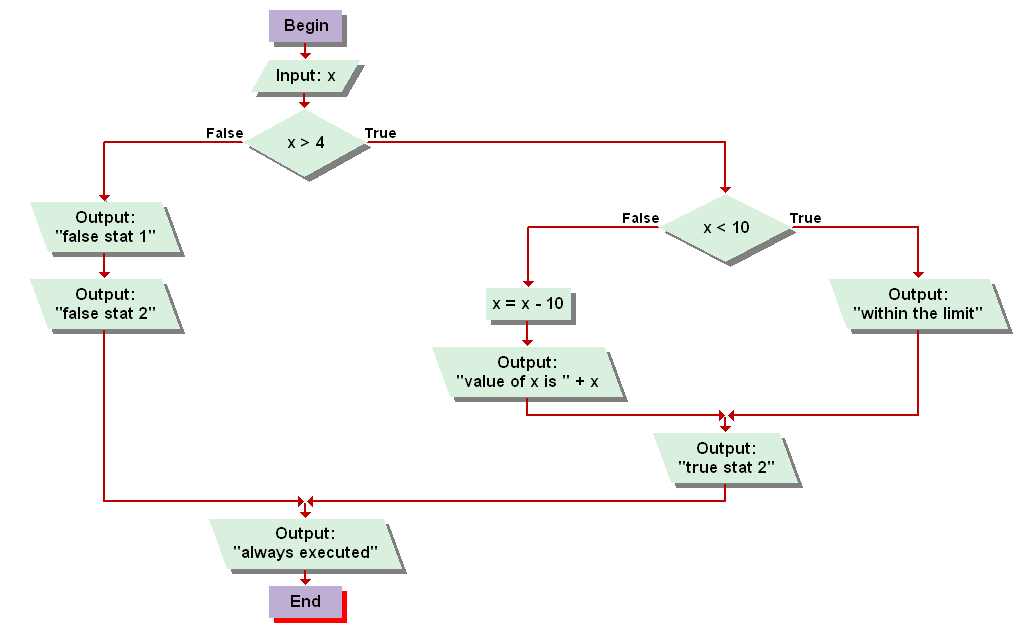 Begin
Input: x
False
x > 4
True
Output:
"false stat 1"
Output:
"false stat 2"
False
x < 10
True
x = x - 10
Output:
"value of x is " + x
Output:
"within the limit"
Output:
"true stat 2"
Output:
"always executed"
End